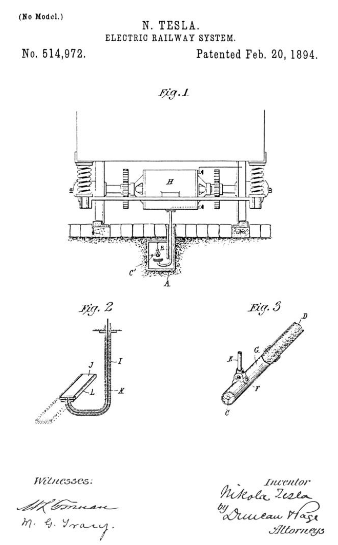 (No Model.)
N. TESLA.
ELECTRIC RAILWAY SYSTEM.
No. 514,972. Patented Feb. 20, 1894.
Fig. 1
H
E
C'
A
Fig. 2
J
I
L
K
Fig. 3
D
G
E
F
C
Witnesses:
M. G. Tracy.
Inventor
Nikola Tesla
by
Duncan & Page
Attorneys